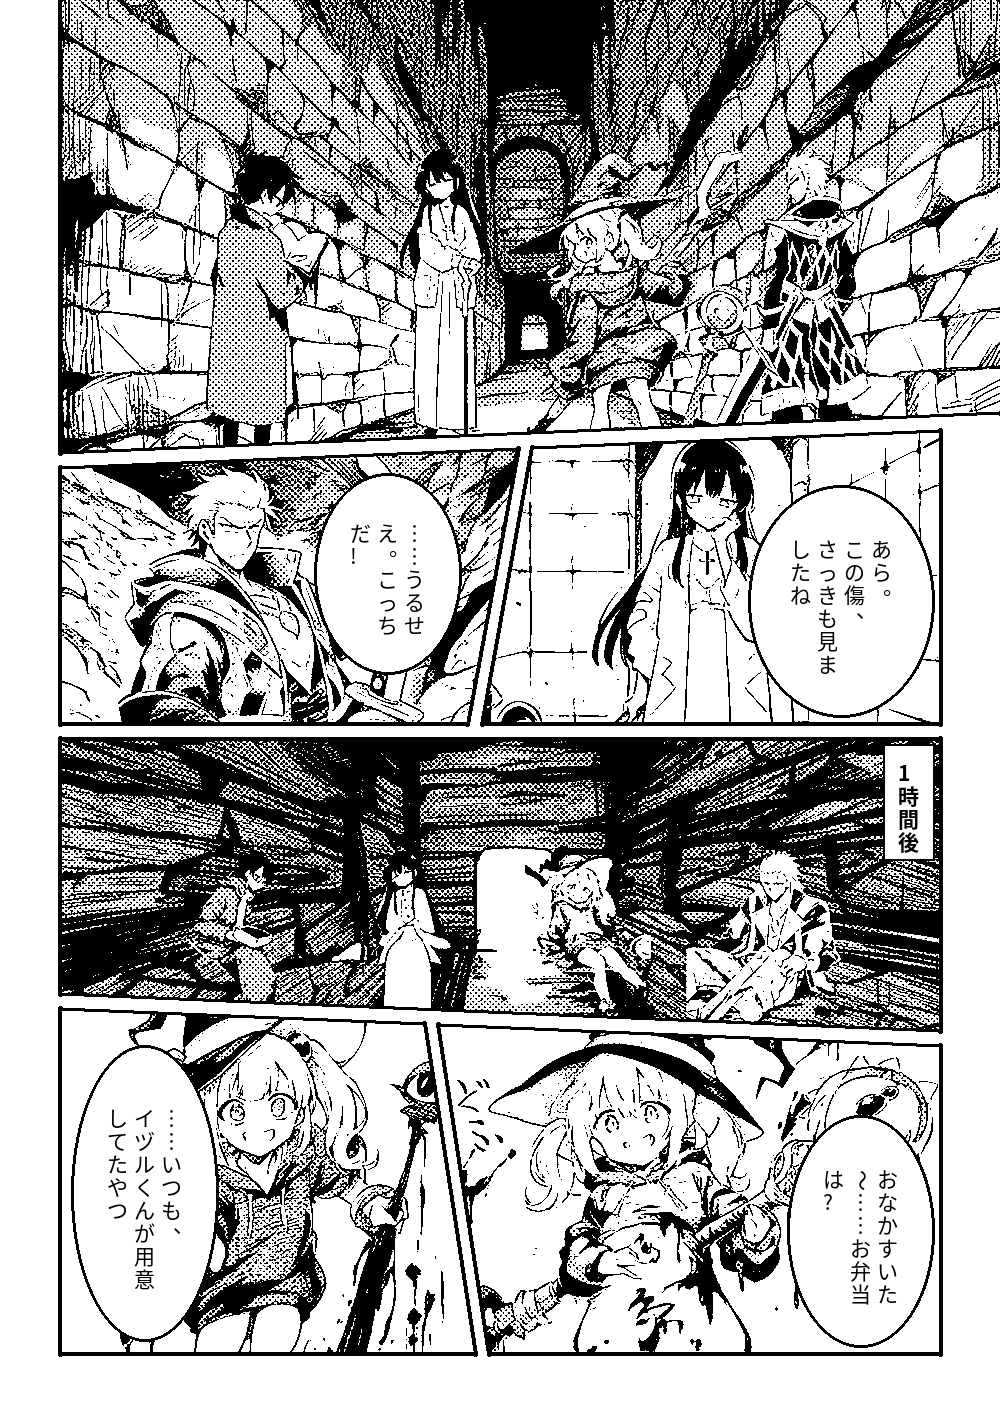 あら。
この傷、
さっきも見ま
したね
……うるせ
え。こっち
だ！
1時間後
おなかすいた
～……お弁当
は？
……いつも、
イヅルくんが用意
してたやつ